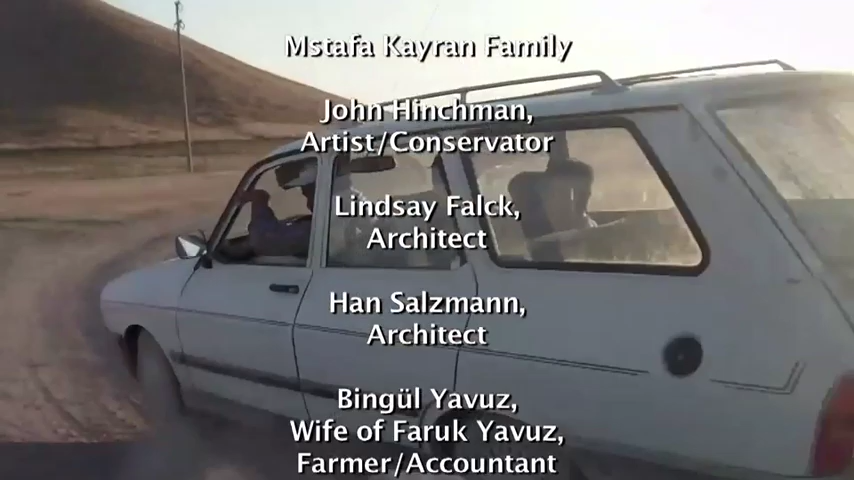 Mstafa Kayran Family
John Hinchman,
Artist/Conservator
Lindsay Falck,
Architect
Han Salzmann,
Architect
Bingül Yavuz,
Wife of Faruk Yavuz,
Farmer/Accountant